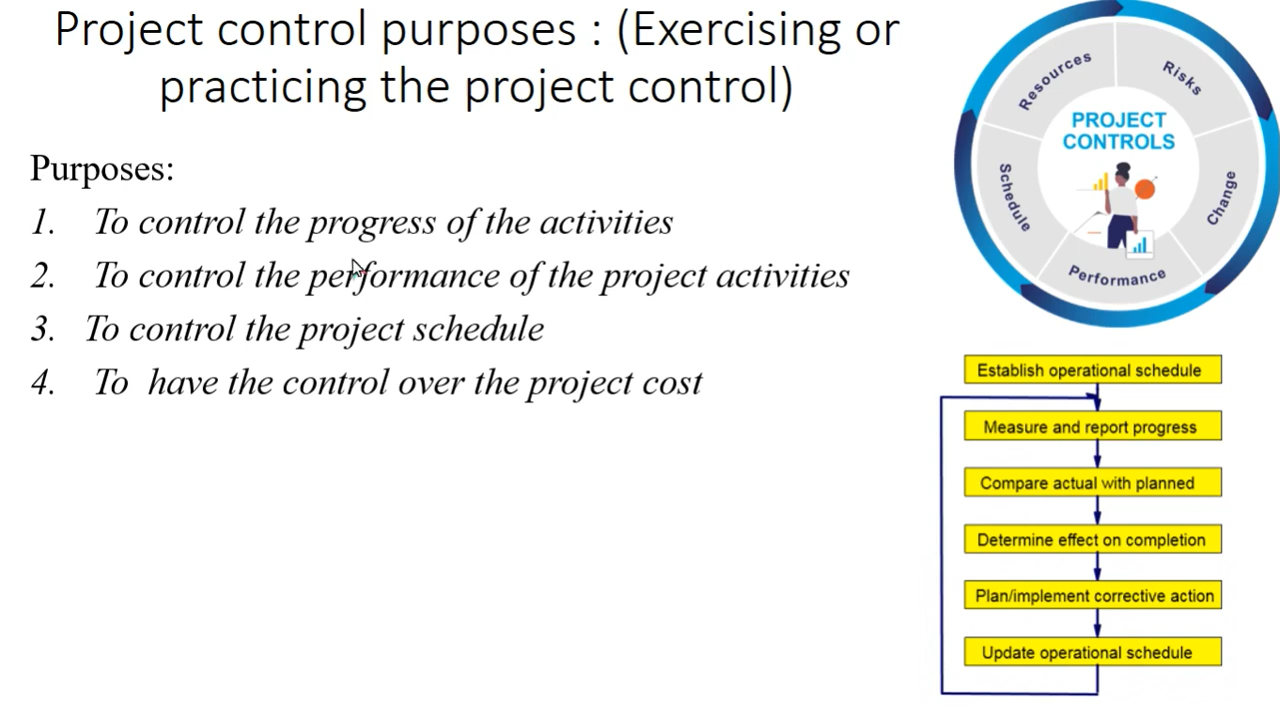 Project control purposes : (Exercising or
practicing the project control)
Purposes:
1. To control the progress of the activities
2. To control the performance of the project activities
3. To control the project schedule
4. To have the control over the project cost
Resources
Risks
PROJECT
CONTROLS
Schedule
Change
Performance
Establish operational schedule
Measure and report progress
Compare actual with planned
Determine effect on completion
Plan/implement corrective action
Update operational schedule